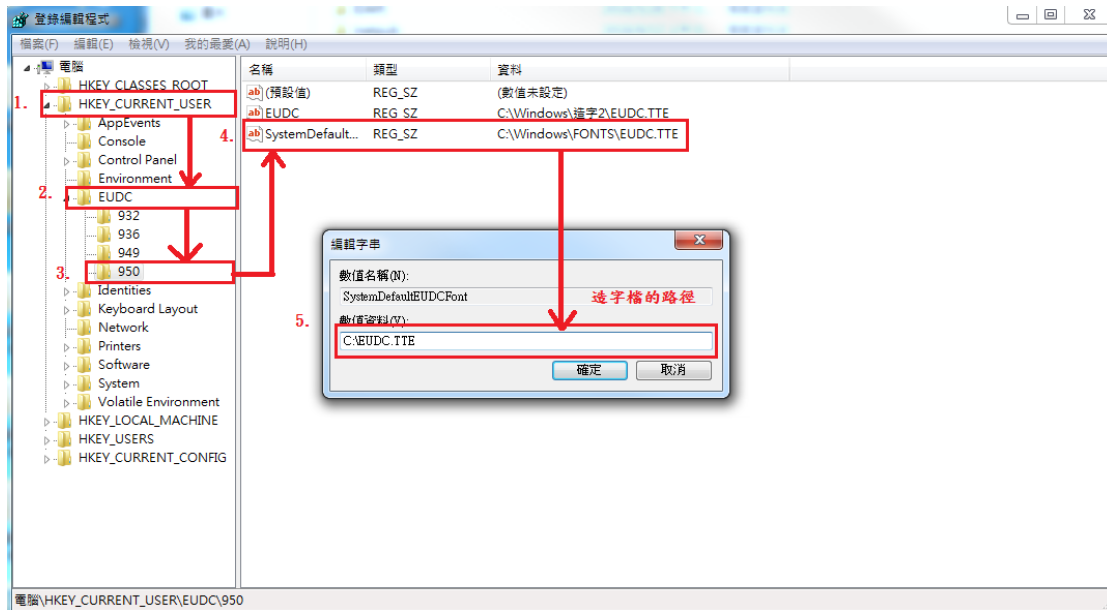 登錄編輯程式
檔案(F) 編輯(E) 檢視(V) 我的最愛(A) 說明(H)
電腦
HKEY_CLASSES_ROOT
1. HKEY_CURRENT_USER
AppEvents
Console
Control Panel
Environment
2. EUDC
932
936
949
3. 950
Identities
Keyboard Layout
Network
Printers
Software
System
Volatile Environment
HKEY_LOCAL_MACHINE
HKEY_USERS
HKEY_CURRENT_CONFIG
名稱 類型 資料
ab (預設值) REG_SZ (數值未設定)
ab EUDC REG_SZ C:\Windows\造字2\EUDC.TTE
4. ab SystemDefault... REG_SZ C:\Windows\FONTS\EUDC.TTE
編輯字串
數值名稱(N):
SystemDefaultEUDCFont
造字檔的路徑
5. 數值資料(V):
C:\EUDC.TTE
確定 取消
電腦\HKEY_CURRENT_USER\EUDC\950